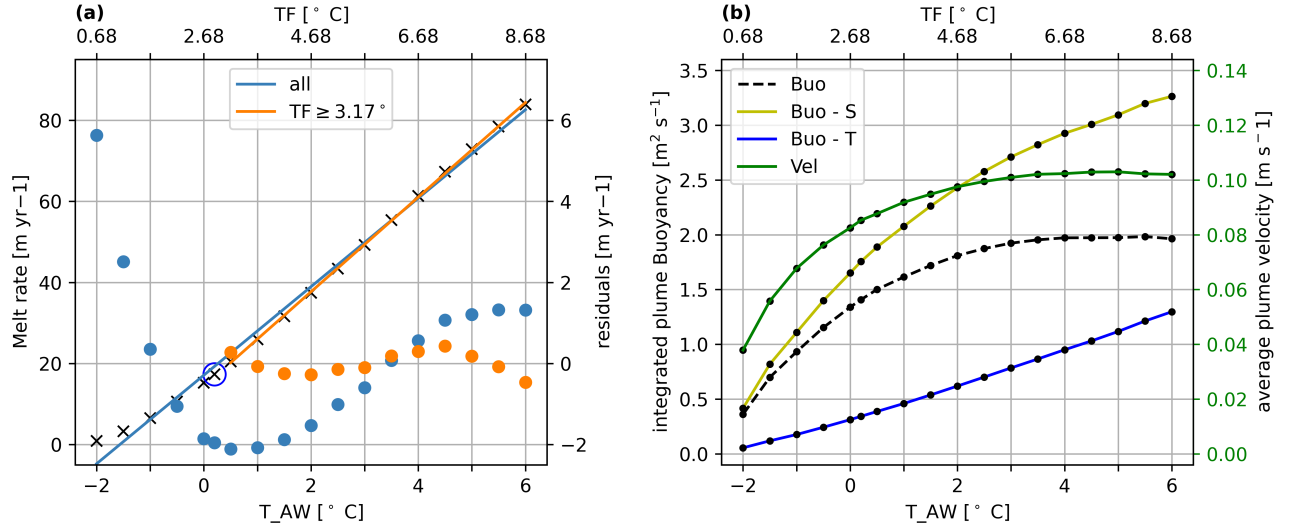 (a)
TF [° C]
0.68 2.68 4.68 6.68 8.68
all
TF ≥ 3.17°
Melt rate [m yr−1]
80
60
40
20
0
residuals [m yr−1]
6
4
2
0
−2
−2 0 2 4 6
T_AW [° C]
(b)
TF [° C]
0.68 2.68 4.68 6.68 8.68
Buo
Buo - S
Buo - T
Vel
integrated plume Buoyancy [m² s⁻¹]
3.5
3.0
2.5
2.0
1.5
1.0
0.5
0.0
average plume velocity [m s−1]
0.14
0.12
0.10
0.08
0.06
0.04
0.02
0.00
−2 0 2 4 6
T_AW [° C]